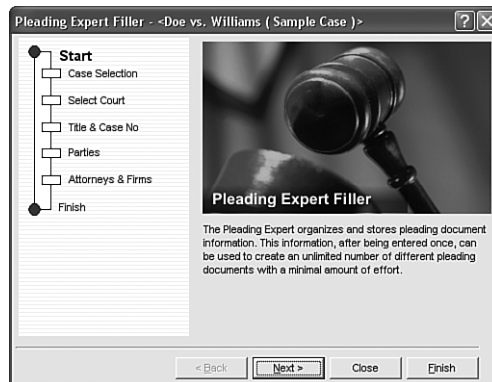 Pleading Expert Filler - <Doe vs. Williams ( Sample Case )>
Start
Case Selection
Select Court
Title & Case No
Parties
Attorneys & Firms
Finish
Pleading Expert Filler
The Pleading Expert organizes and stores pleading document
information. This information, after being entered once, can
be used to create an unlimited number of different pleading
documents with a minimal amount of effort.
< Back
Next >
Close
Finish